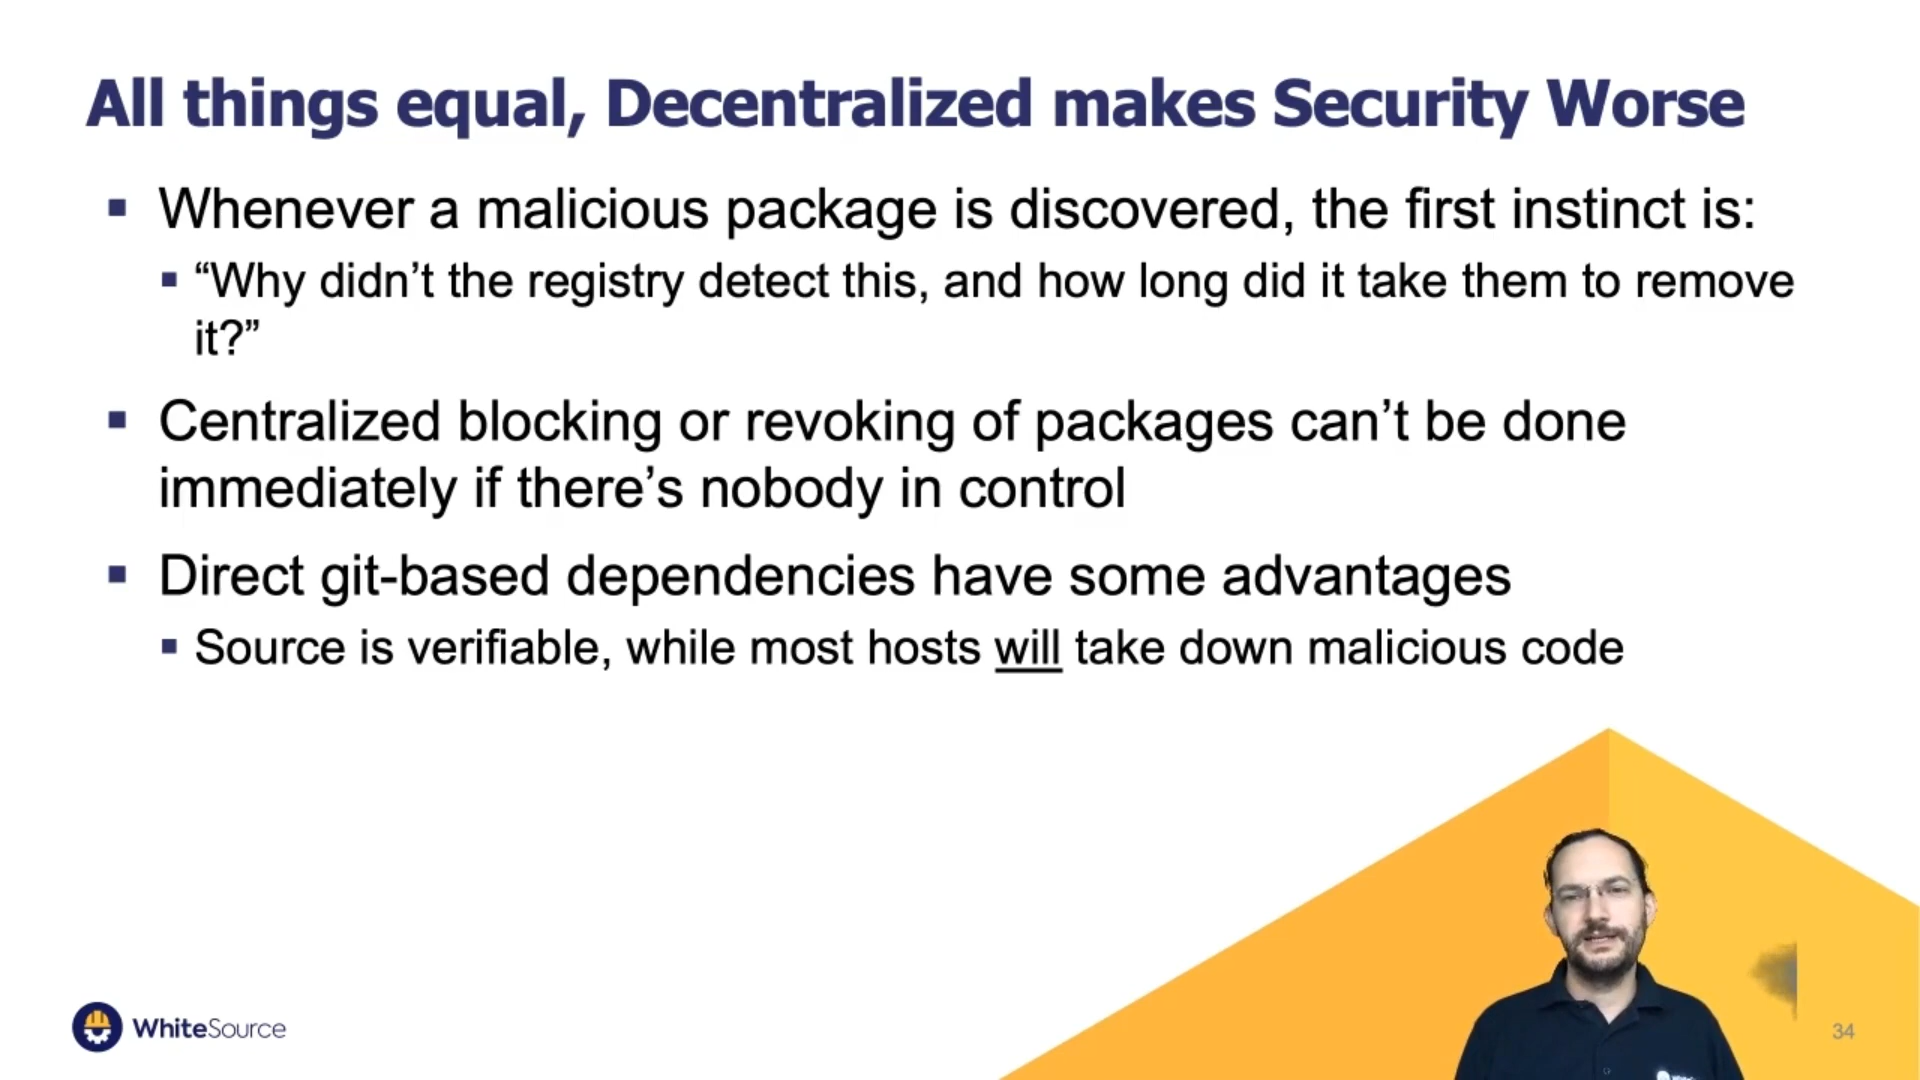 All things equal, Decentralized makes Security Worse
Whenever a malicious package is discovered, the first instinct is:
“Why didn’t the registry detect this, and how long did it take them to remove
it?”
Centralized blocking or revoking of packages can’t be done
immediately if there’s nobody in control
Direct git-based dependencies have some advantages
Source is verifiable, while most hosts will take down malicious code
WhiteSource
34